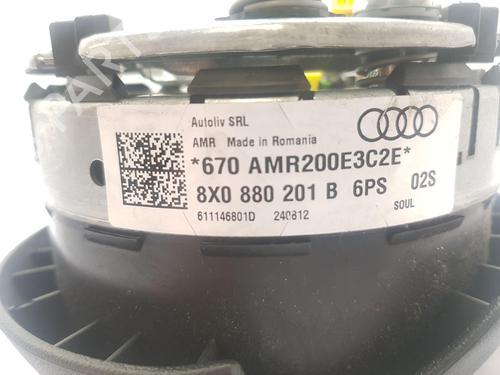 Autoliv SRL
AMR Made in Romania
*670 AMR200E3C2E*
8X0 880 201 B 6PS 02S
611146801D 240812 SOUL